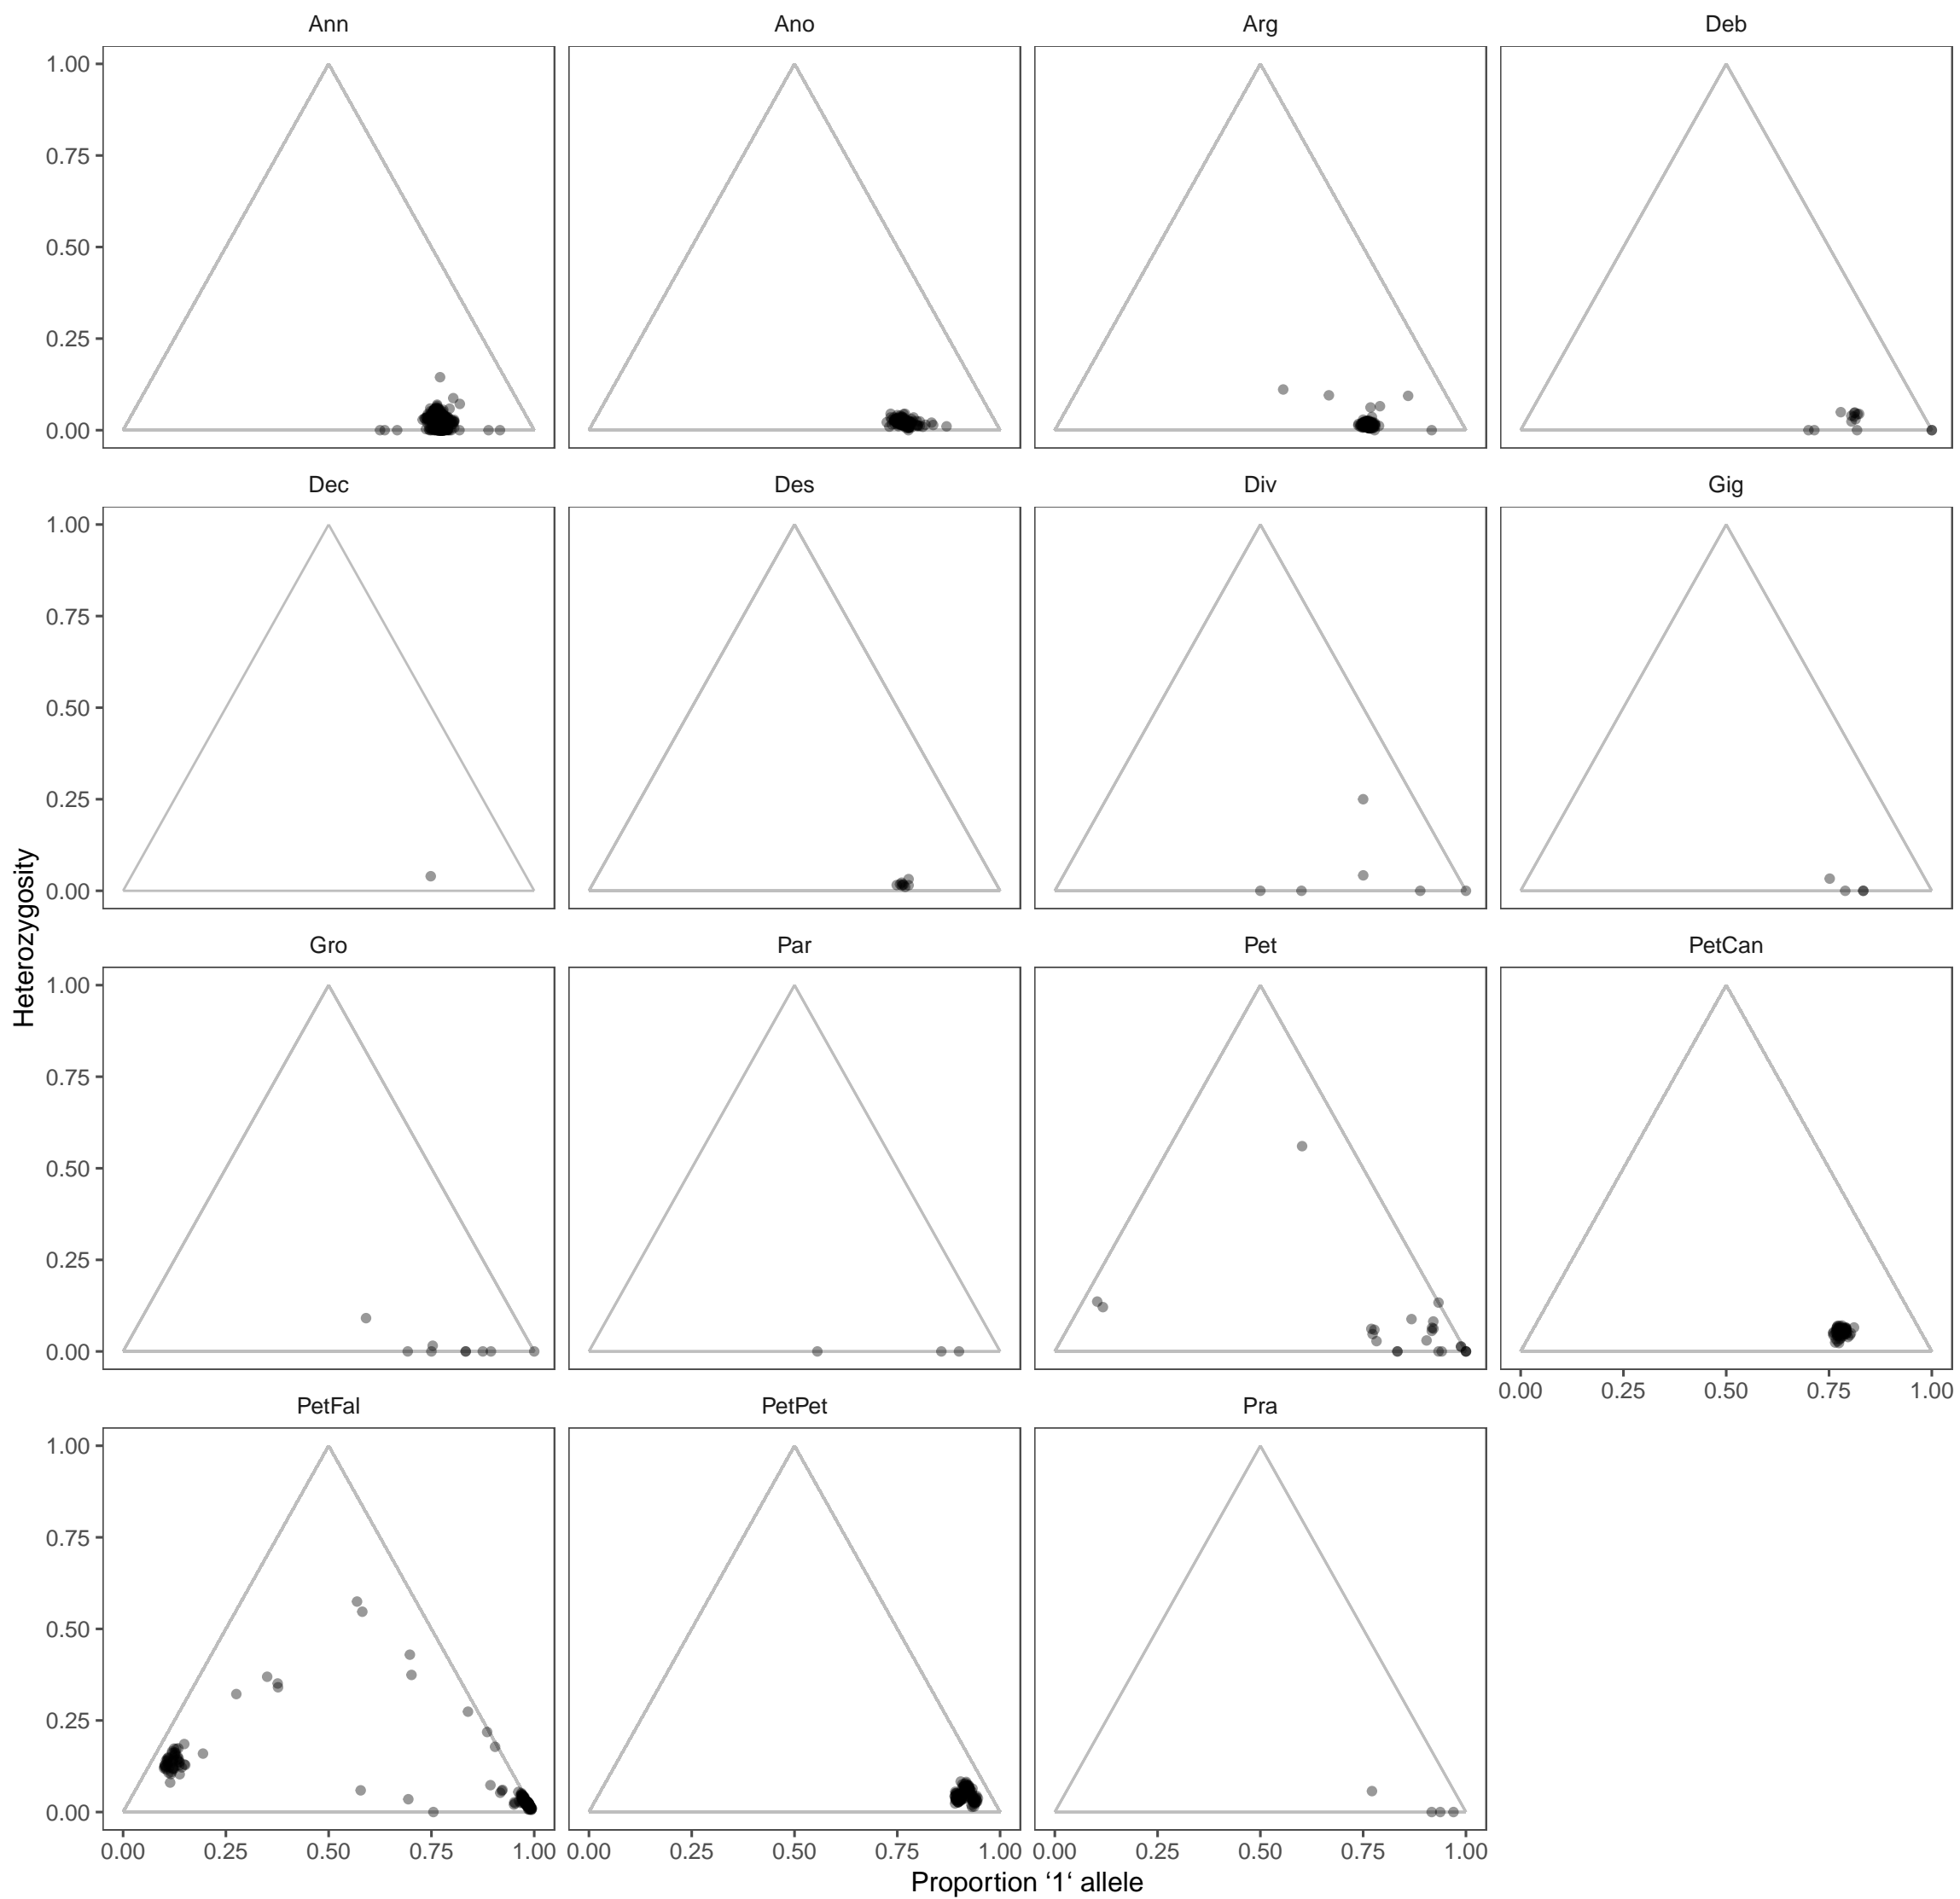 Ann Ano Arg Deb
1.00
0.75
0.50
0.25
0.00
Dec Des Div Gig
1.00
0.75
0.50
0.25
0.00
Heterozygosity
Gro Par Pet PetCan
1.00
0.75
0.50
0.25
0.00
0.00 0.25 0.50 0.75 1.00
PetFal PetPet Pra
1.00
0.75
0.50
0.25
0.00
0.00 0.25 0.50 0.75 1.00 0.00 0.25 0.50 0.75 1.00 0.00 0.25 0.50 0.75 1.00
Proportion ‘1‘ allele